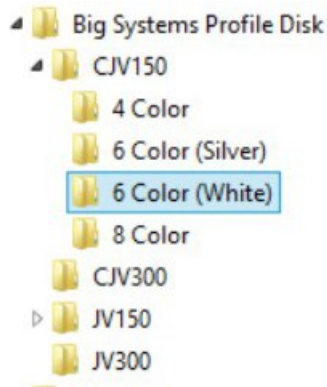 Big Systems Profile Disk
CJV150
4 Color
6 Color (Silver)
6 Color (White)
8 Color
CJV300
JV150
JV300